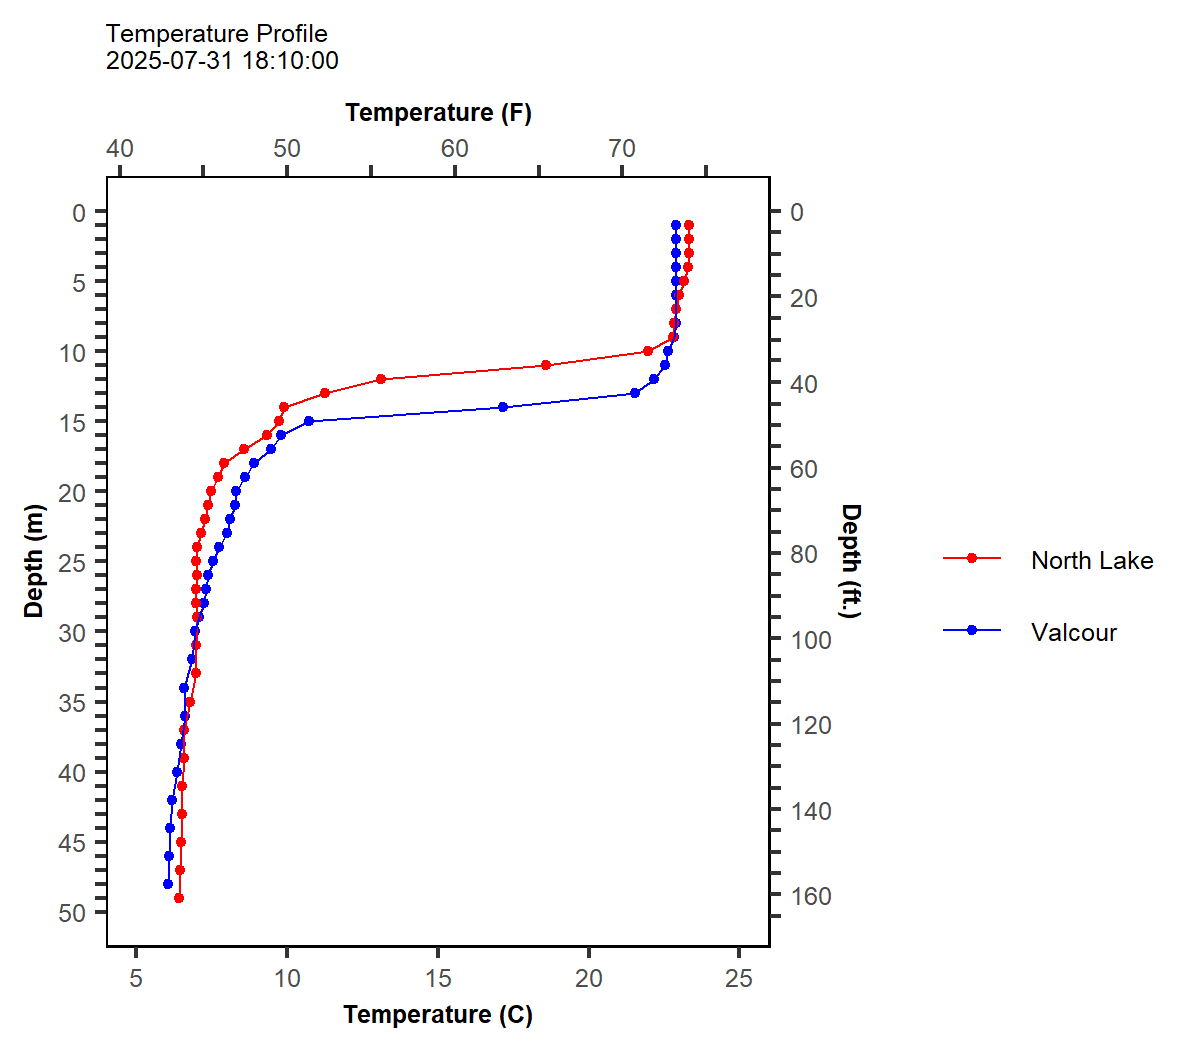 Temperature Profile
2025-07-31 18:10:00
Temperature (F)
40 50 60 70
0
5
10
15
20
25
30
35
40
45
50
Depth (m)
0
20
40
60
80
100
120
140
160
Depth (ft.)
North Lake
Valcour
5 10 15 20 25
Temperature (C)